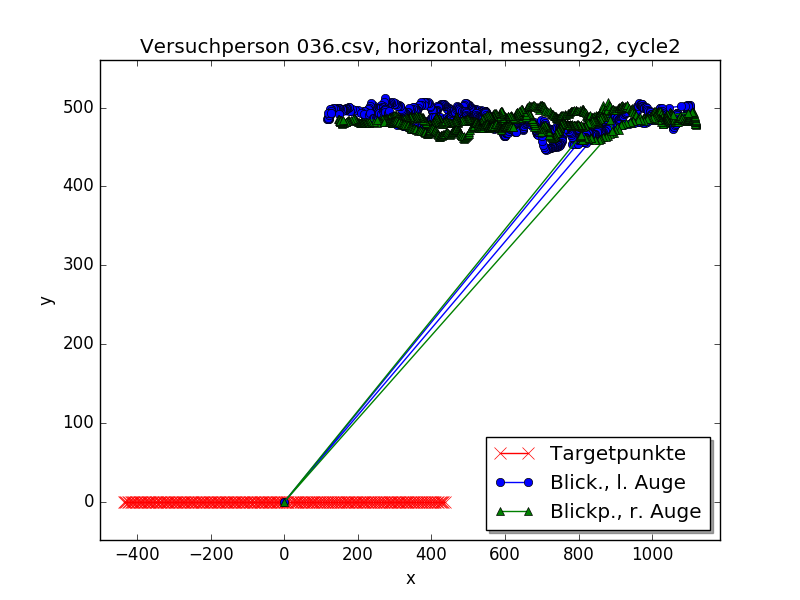 Versuchperson 036.csv, horizontal, messung2, cycle2
500
400
300
200
100
0
y
−400
−200
0
200
400
600
800
1000
x
Targetpunkte
Blick., l. Auge
Blickp., r. Auge